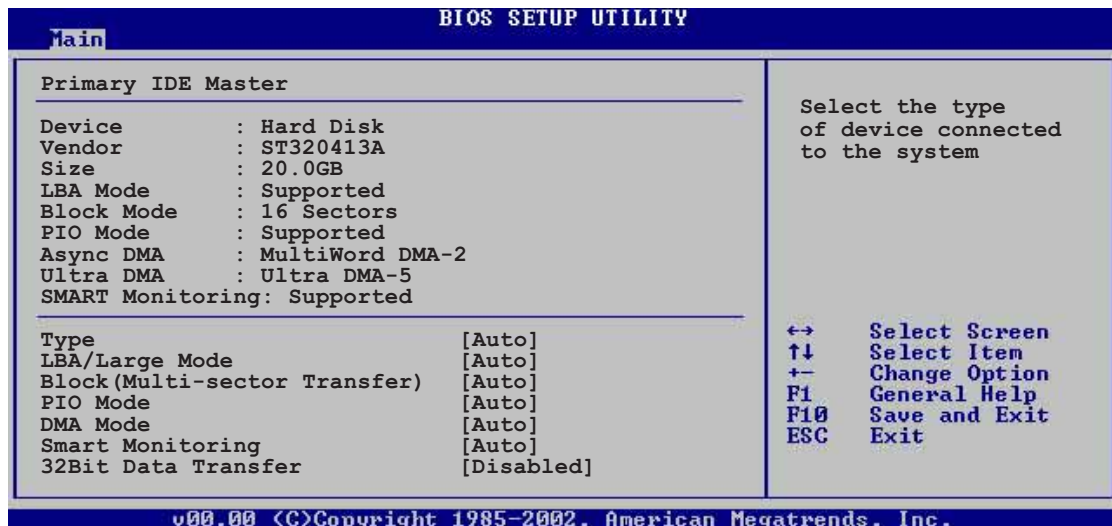 BIOS SETUP UTILITY
Main
Primary IDE Master
Device : Hard Disk
Vendor : ST320413A
Size : 20.0GB
LBA Mode : Supported
Block Mode : 16 Sectors
PIO Mode : Supported
Async DMA : MultiWord DMA-2
Ultra DMA : Ultra DMA-5
SMART Monitoring: Supported
Type [Auto]
LBA/Large Mode [Auto]
Block(Multi-sector Transfer) [Auto]
PIO Mode [Auto]
DMA Mode [Auto]
Smart Monitoring [Auto]
32Bit Data Transfer [Disabled]
Select the type
of device connected
to the system
←→ Select Screen
↑↓ Select Item
+- Change Option
F1 General Help
F10 Save and Exit
ESC Exit
v00.00 (C)Copyright 1985-2002, American Megatrends, Inc.